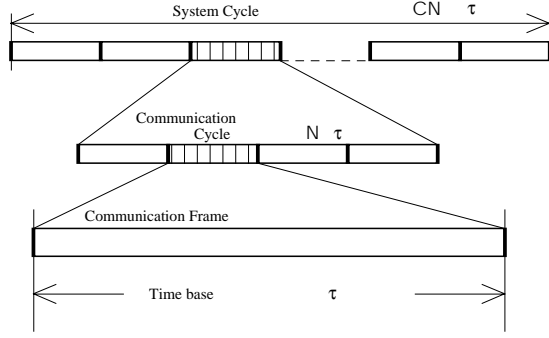 System Cycle CN τ
Communication
Cycle N τ
Communication Frame
Time base τ